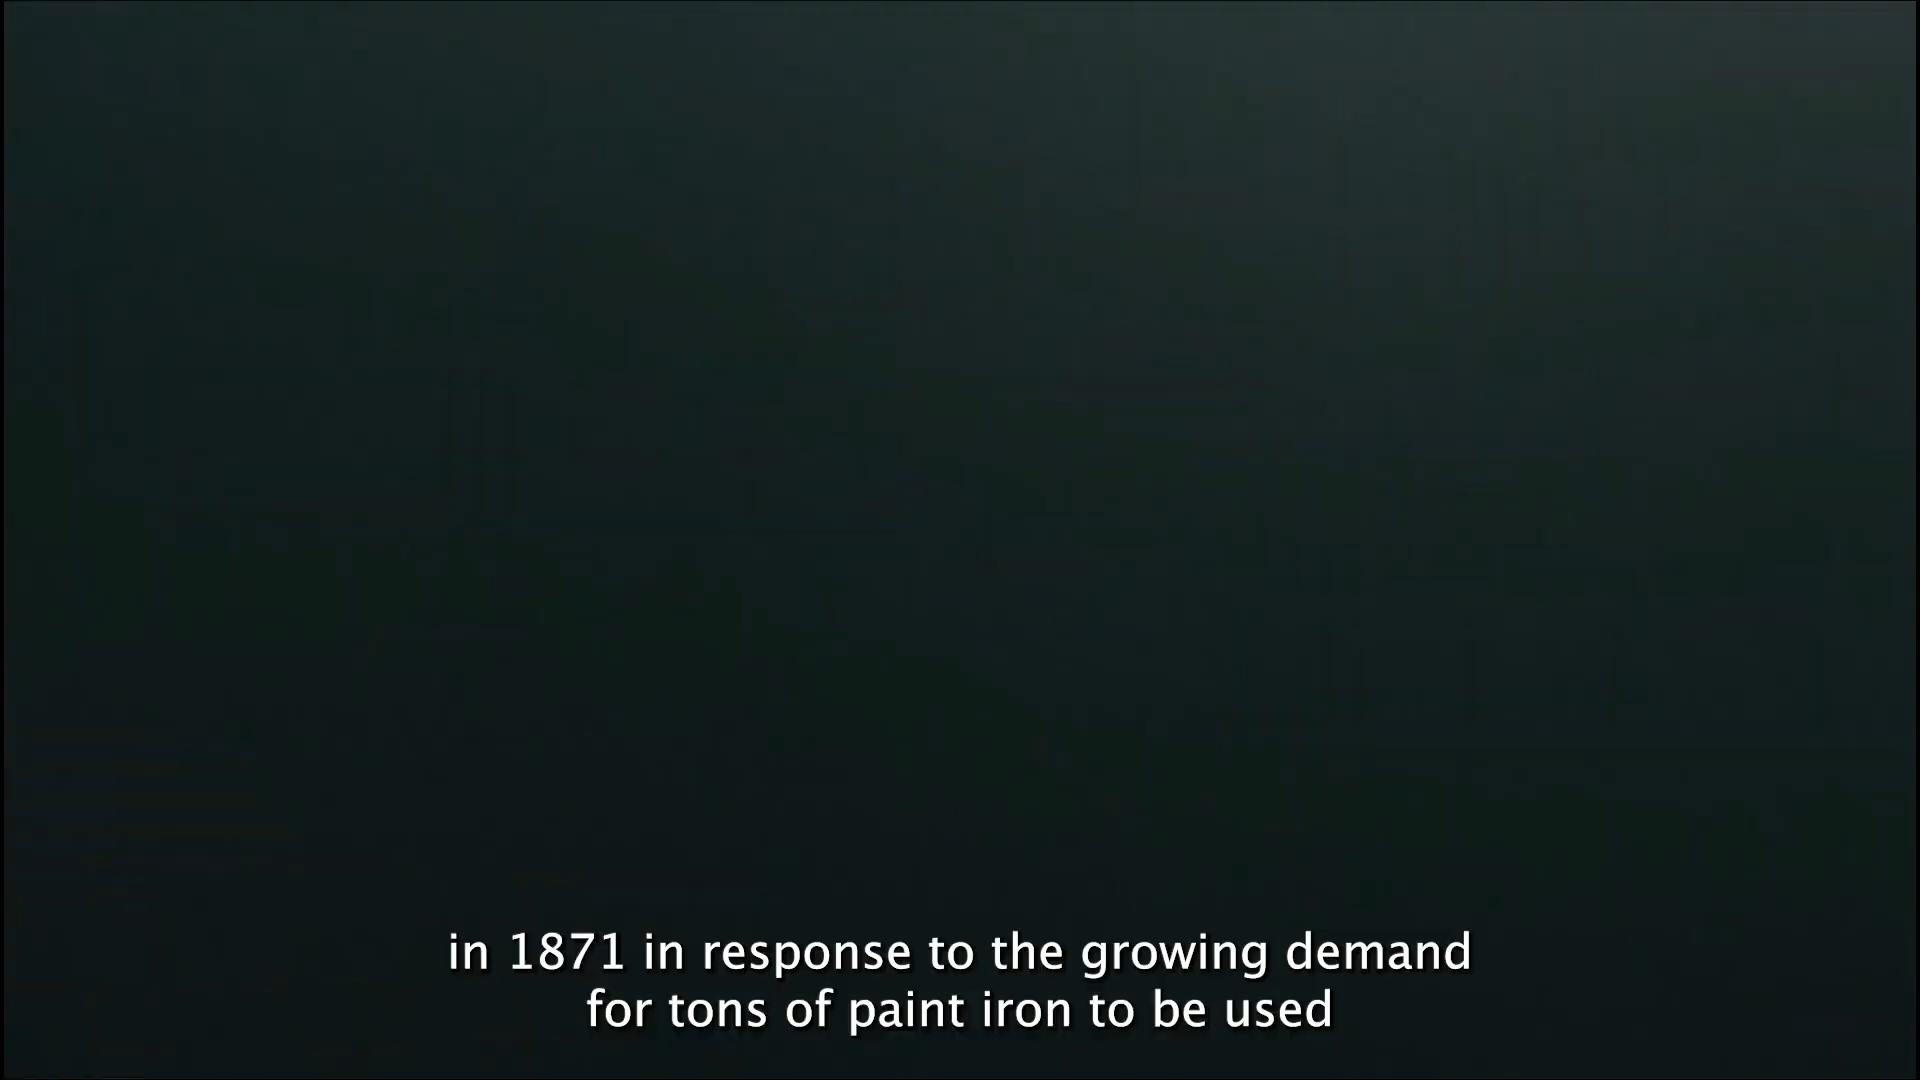 in 1871 in response to the growing demand
for tons of paint iron to be used